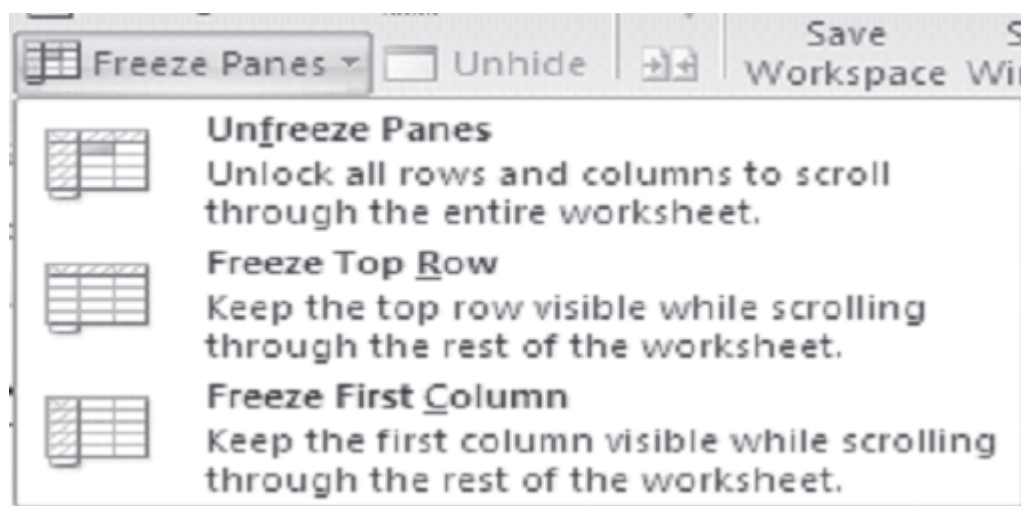 Freeze Panes Unhide Save
Workspace
Unfreeze Panes
Unlock all rows and columns to scroll
through the entire worksheet.
Freeze Top Row
Keep the top row visible while scrolling
through the rest of the worksheet.
Freeze First Column
Keep the first column visible while scrolling
through the rest of the worksheet.